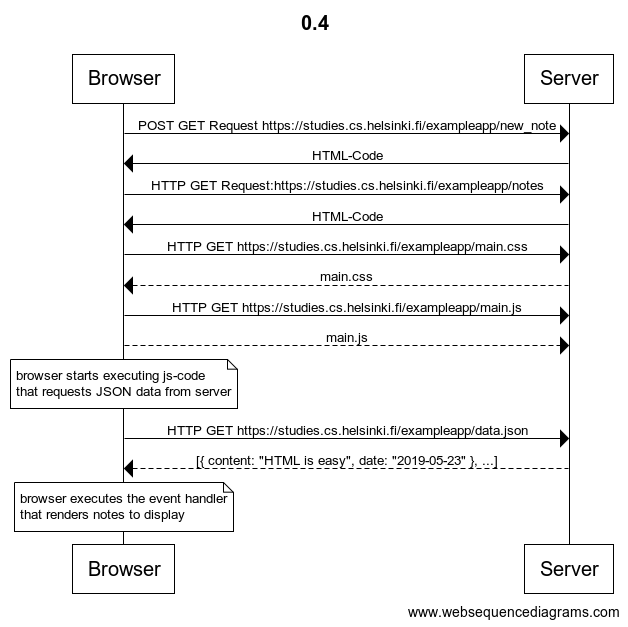 0.4
Browser
Server
POST GET Request https://studies.cs.helsinki.fi/exampleapp/new_note
HTML-Code
HTTP GET Request:https://studies.cs.helsinki.fi/exampleapp/notes
HTML-Code
HTTP GET https://studies.cs.helsinki.fi/exampleapp/main.css
main.css
HTTP GET https://studies.cs.helsinki.fi/exampleapp/main.js
main.js
browser starts executing js-code
that requests JSON data from server
HTTP GET https://studies.cs.helsinki.fi/exampleapp/data.json
[{ content: "HTML is easy", date: "2019-05-23" }, ...]
browser executes the event handler
that renders notes to display
Browser
Server
www.websequencediagrams.com